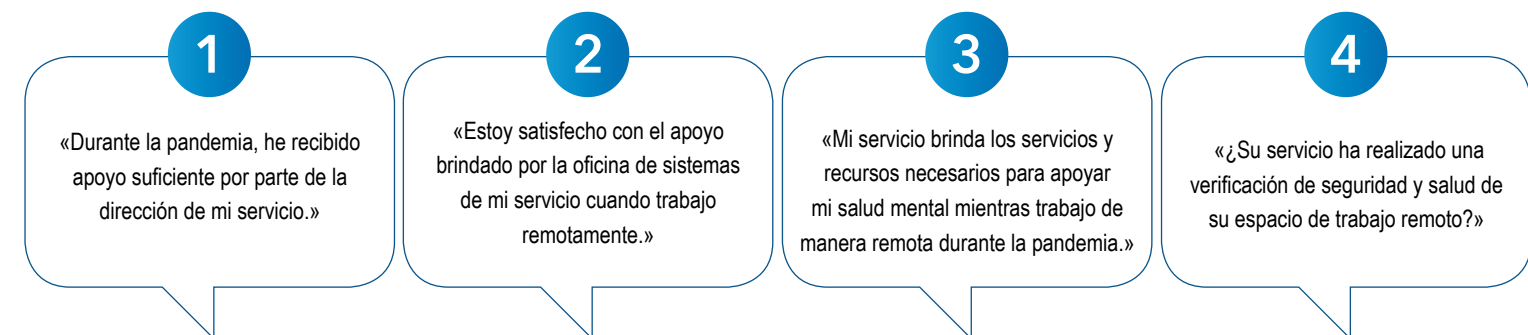 1
«Durante la pandemia, he recibido
apoyo suficiente por parte de la
dirección de mi servicio.»
2
«Estoy satisfecho con el apoyo
brindado por la oficina de sistemas
de mi servicio cuando trabajo
remotamente.»
3
«Mi servicio brinda los servicios y
recursos necesarios para apoyar
mi salud mental mientras trabajo de
manera remota durante la pandemia.»
4
«¿Su servicio ha realizado una
verificación de seguridad y salud de
su espacio de trabajo remoto?»